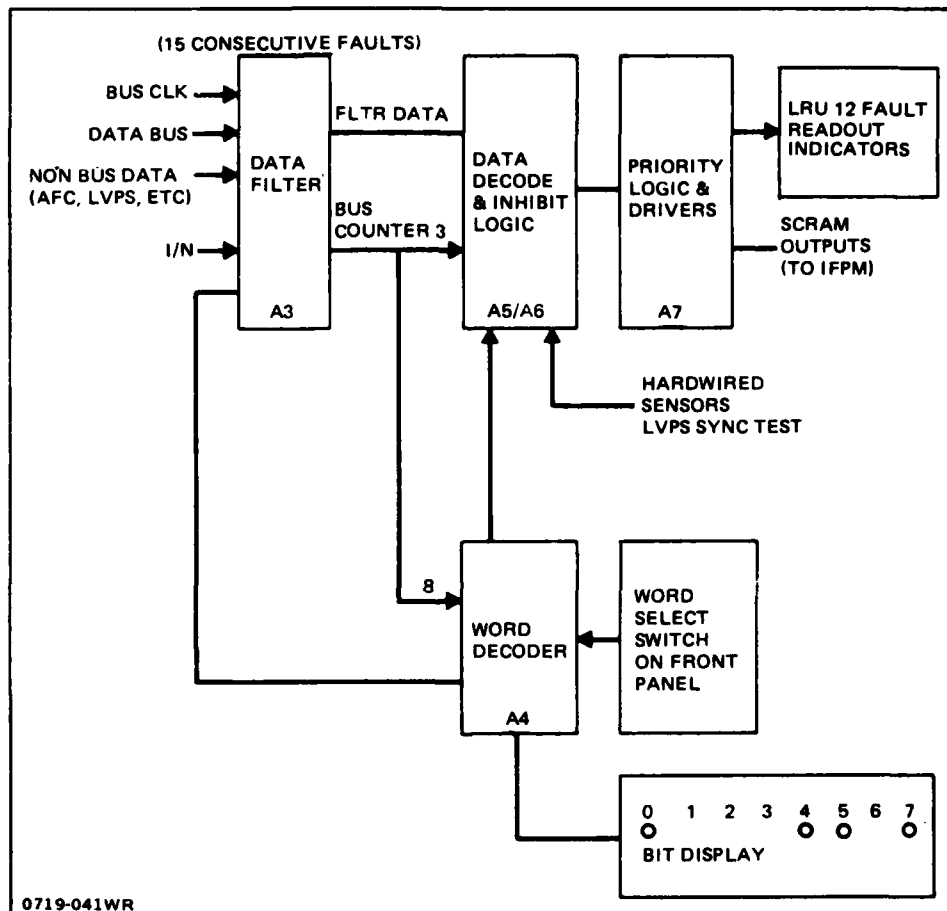 (15 CONSECUTIVE FAULTS)
BUS CLK
DATA BUS
NON BUS DATA
(AFC, LVPS, ETC)
I/N
DATA
FILTER
A3
FLTR DATA
BUS
COUNTER 3
DATA
DECODE
& INHIBIT
LOGIC
A5/A6
PRIORITY
LOGIC &
DRIVERS
A7
LRU 12 FAULT
READOUT
INDICATORS
SCRAM
OUTPUTS
(TO IFPM)
HARDWIRED
SENSORS
LVPS SYNC TEST
8
WORD
DECODER
A4
WORD
SELECT
SWITCH
ON FRONT
PANEL
0 1 2 3 4 5 6 7
BIT DISPLAY
0719-041WR